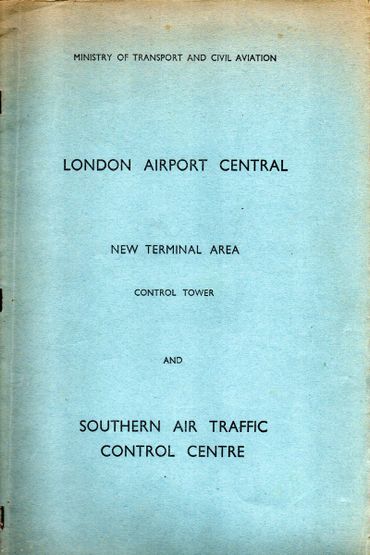 MINISTRY OF TRANSPORT AND CIVIL AVIATION
LONDON AIRPORT CENTRAL
NEW TERMINAL AREA
CONTROL TOWER
AND
SOUTHERN AIR TRAFFIC
CONTROL CENTRE